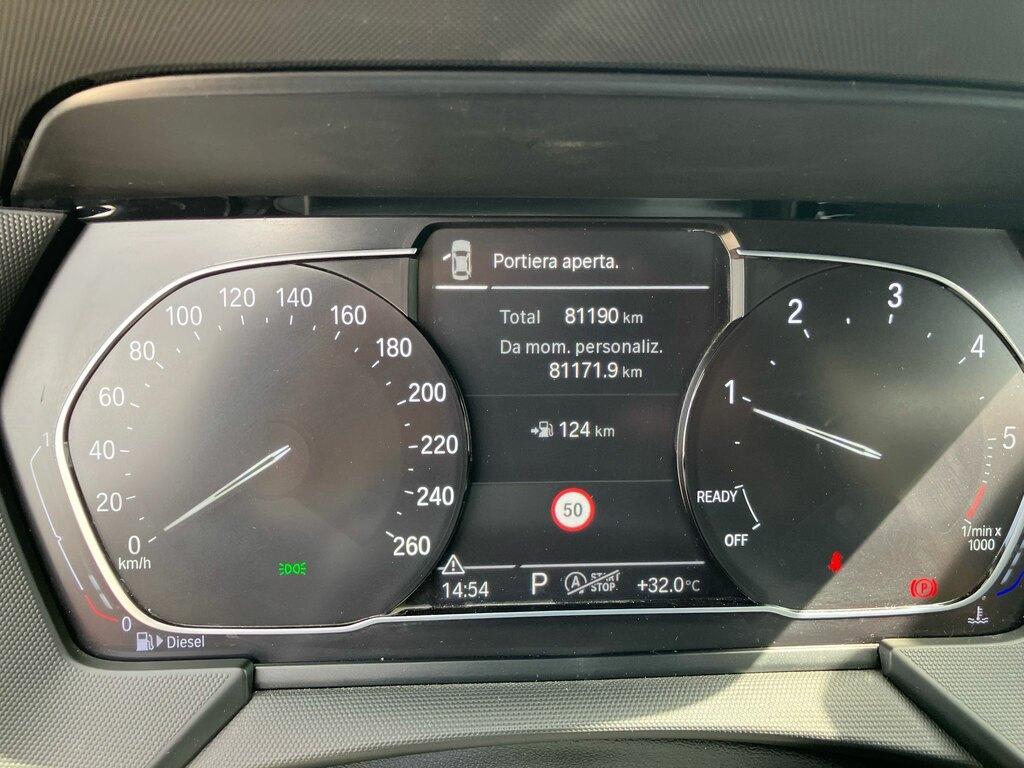 Portiera aperta.
Total 81190 km
Da mom. personaliz.
81171.9 km
124 km
50
14:54 P A START STOP +32.0°C
0
20
40
60
80
100
120
140
160
180
200
220
240
260
km/h
1
2
3
4
5
1/min x
1000
READY
OFF
P
1
0
Diesel